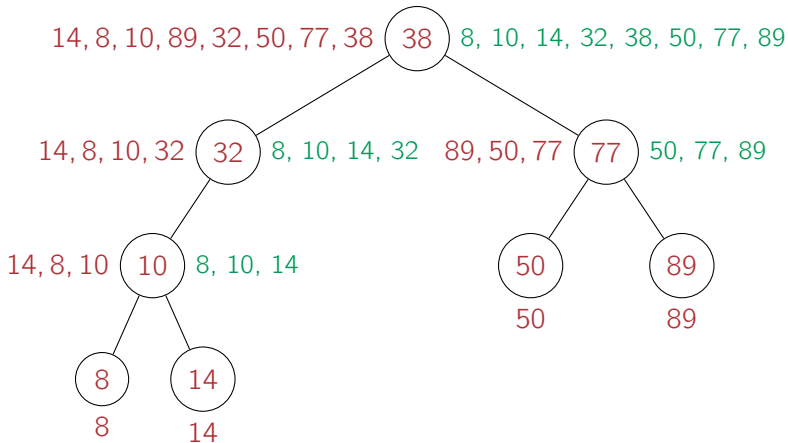 14, 8, 10, 89, 32, 50, 77, 38 38 8, 10, 14, 32, 38, 50, 77, 89
14, 8, 10, 32 32 8, 10, 14, 32 89, 50, 77 77 50, 77, 89
14, 8, 10 10 8, 10, 14 50 89
50 89
8 14
8 14